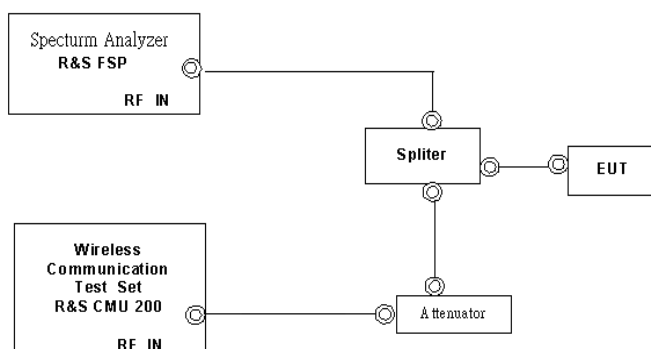 Specturm Analyzer
R&S FSP
RF IN
Spliter
EUT
Wireless
Communication
Test Set
R&S CMU 200
RF IN
Attenuator